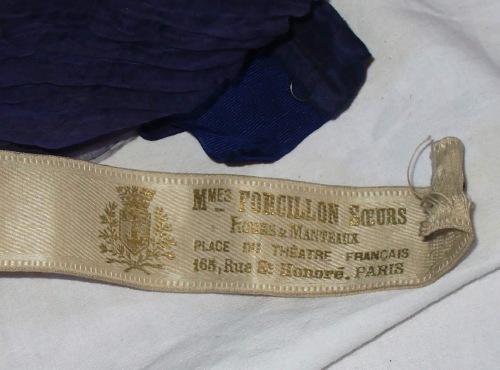 Mmes FORCILLON SŒURS
ROBES & MANTEAUX
PLACE DU THÉATRE FRANÇAIS
165, Rue St Honoré. PARIS